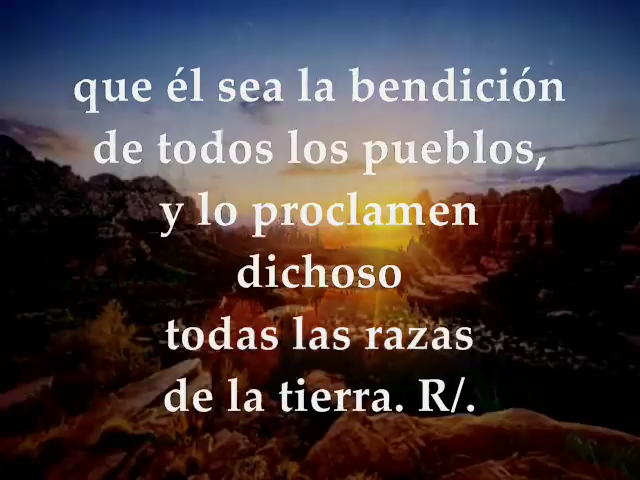 que él sea la bendición
de todos los pueblos,
y lo proclamen
dichoso
todas las razas
de la tierra. R/.